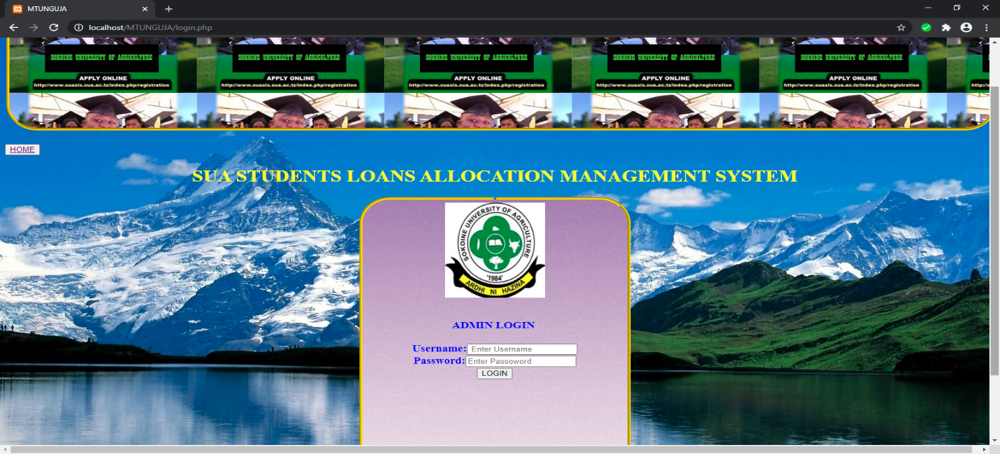 MTUNGUJA
localhost/MTUNGUJA/login.php
SOKOINE UNIVERSITY OF AGRICULTURE SOKOINE UNIVERSITY OF AGRICULTURE SOKOINE UNIVERSITY OF AGRICULTURE SOKOINE UNIVERSITY OF AGRICULTURE SOKOINE UNIVERSITY OF AGRICULTURE
APPLY ONLINE APPLY ONLINE APPLY ONLINE APPLY ONLINE APPLY ONLINE
http://www.suasis.sua.ac.tz/index.php/registration http://www.suasis.sua.ac.tz/index.php/registration http://www.suasis.sua.ac.tz/index.php/registration http://www.suasis.sua.ac.tz/index.php/registration http://www.suasis.sua.ac.tz/index.php/registration http://w
HOME
SUA STUDENTS LOANS ALLOCATION MANAGEMENT SYSTEM
SOKOINE UNIVERSITY OF AGRICULTURE
'1984'
ARDHI NI HAZINA
ADMIN LOGIN
Username: Enter Username
Password: Enter Passoword
LOGIN